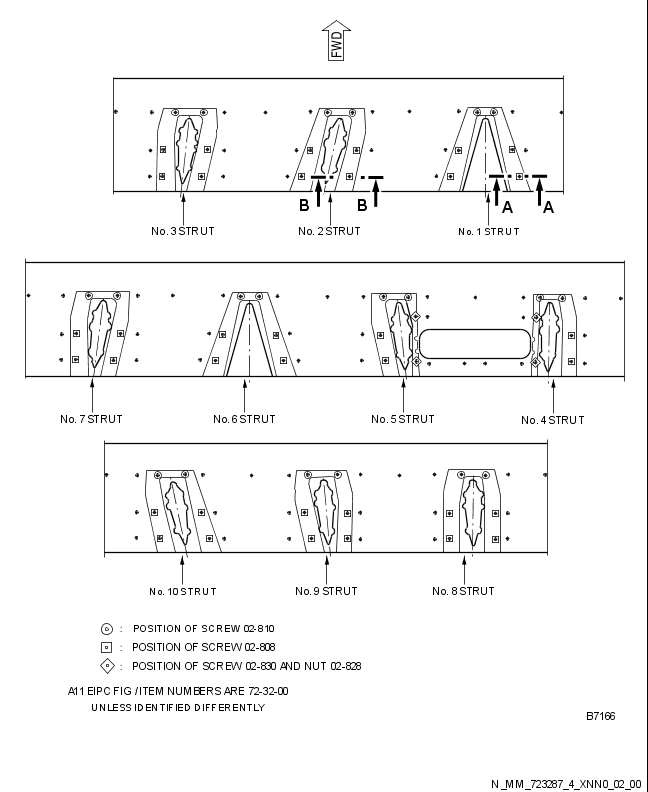 FWD
B
B
A
A
No. 3 STRUT
No. 2 STRUT
No. 1 STRUT
No. 7 STRUT
No. 6 STRUT
No. 5 STRUT
No. 4 STRUT
No. 10 STRUT
No. 9 STRUT
No. 8 STRUT
: POSITION OF SCREW 02-810
: POSITION OF SCREW 02-808
: POSITION OF SCREW 02-830 AND NUT 02-828
A11 EIPC FIG / ITEM NUMBERS ARE 72-32-00
UNLESS IDENTIFIED DIFFERENTLY
B7166
N_MM_723287_4_XNN0_02_00